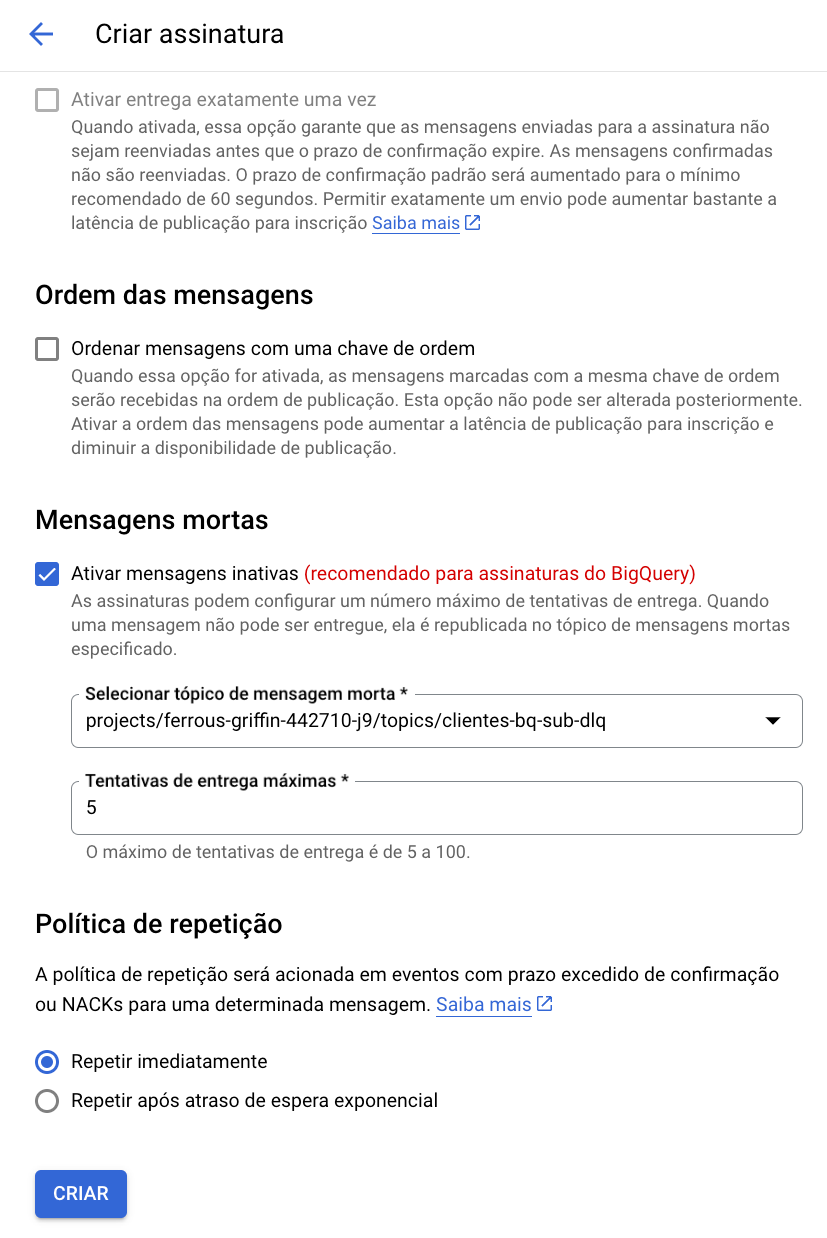 Criar assinatura
Ativar entrega exatamente uma vez
Quando ativada, essa opção garante que as mensagens enviadas para a assinatura não
sejam reenviadas antes que o prazo de confirmação expire. As mensagens confirmadas
não são reenviadas. O prazo de confirmação padrão será aumentado para o mínimo
recomendado de 60 segundos. Permitir exatamente um envio pode aumentar bastante a
latência de publicação para inscrição Saiba mais
Ordem das mensagens
Ordenar mensagens com uma chave de ordem
Quando essa opção for ativada, as mensagens marcadas com a mesma chave de ordem
serão recebidas na ordem de publicação. Esta opção não pode ser alterada posteriormente.
Ativar a ordem das mensagens pode aumentar a latência de publicação para inscrição e
diminuir a disponibilidade de publicação.
Mensagens mortas
Ativar mensagens inativas (recomendado para assinaturas do BigQuery)
As assinaturas podem configurar um número máximo de tentativas de entrega. Quando
uma mensagem não pode ser entregue, ela é republicada no tópico de mensagens mortas
especificado.
Selecionar tópico de mensagem morta *
projects/ferrous-griffin-442710-j9/topics/clientes-bq-sub-dlq
Tentativas de entrega máximas *
5
O máximo de tentativas de entrega é de 5 a 100.
Política de repetição
A política de repetição será acionada em eventos com prazo excedido de confirmação
ou NACKs para uma determinada mensagem. Saiba mais
Repetir imediatamente
Repetir após atraso de espera exponencial
CRIAR